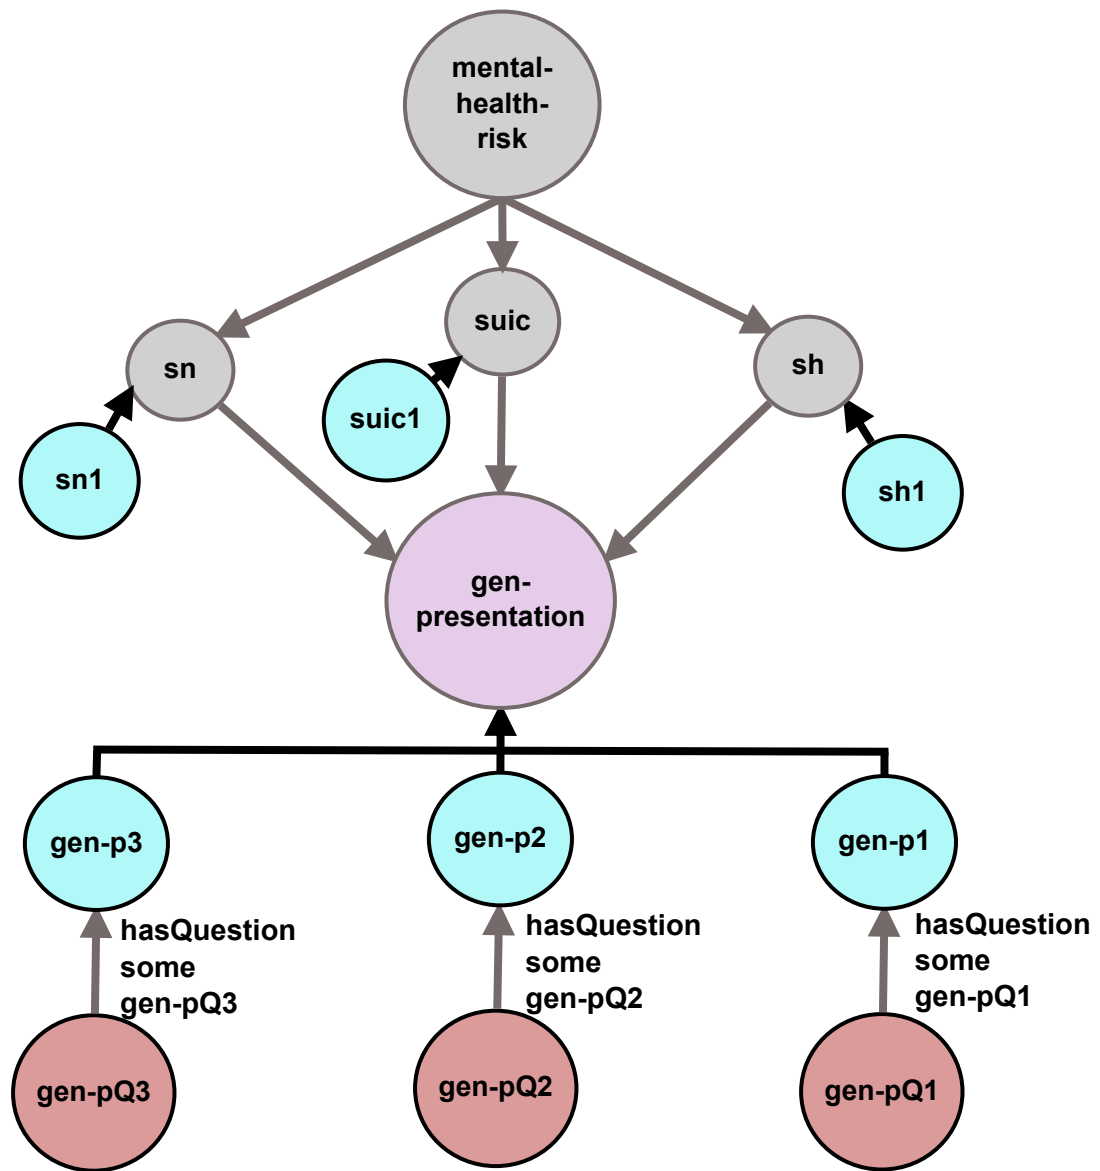 mental-
health-
risk
suic
sn
sh
suic1
sn1
sh1
gen-
presentation
gen-p3
gen-p2
gen-p1
hasQuestion
some
gen-pQ3
hasQuestion
some
gen-pQ2
hasQuestion
some
gen-pQ1
gen-pQ3
gen-pQ2
gen-pQ1